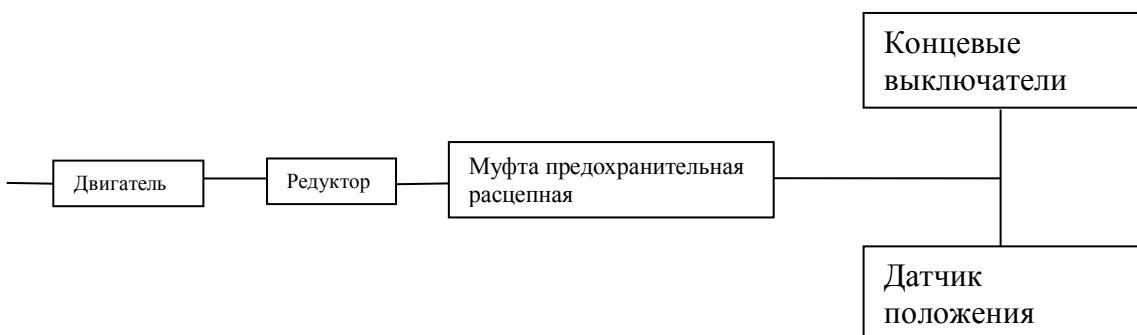 Концевые
выключатели
Двигатель
Редуктор
Муфта предохранительная
расцепная
Датчик
положения